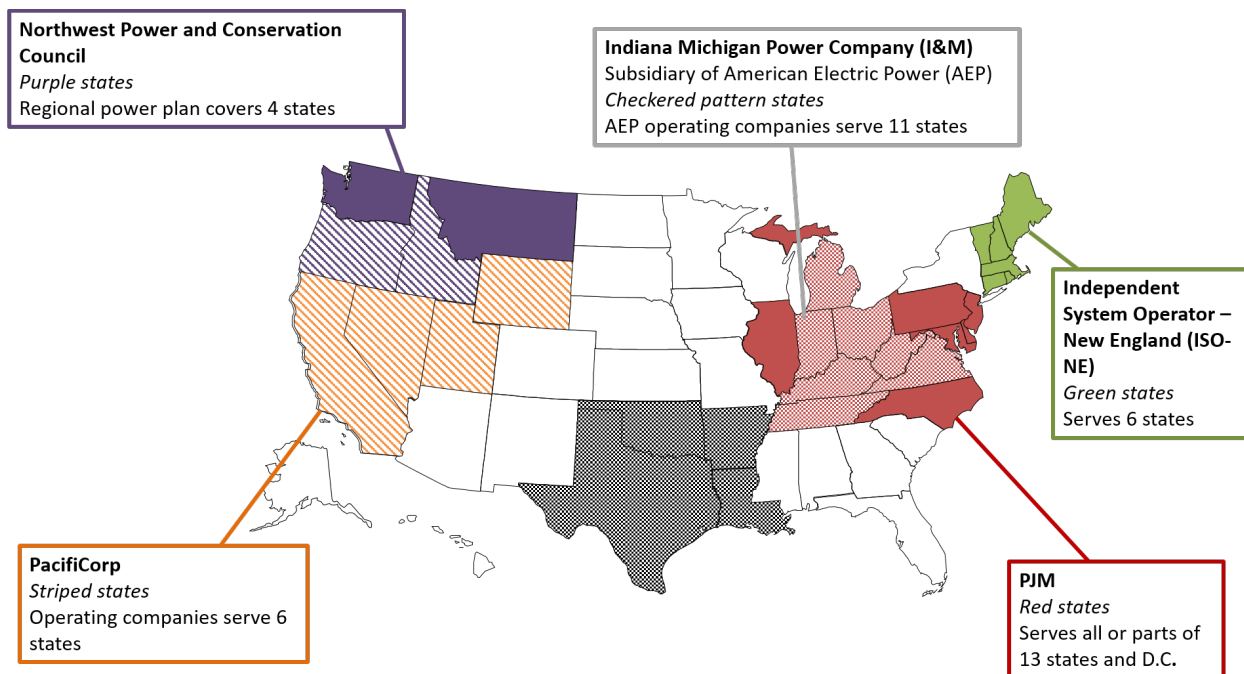 Northwest Power and Conservation
Council
Purple states
Regional power plan covers 4 states
Indiana Michigan Power Company (I&M)
Subsidiary of American Electric Power (AEP)
Checkered pattern states
AEP operating companies serve 11 states
Independent
System Operator –
New England (ISO-
NE)
Green states
Serves 6 states
PacifiCorp
Striped states
Operating companies serve 6
states
PJM
Red states
Serves all or parts of
13 states and D.C.